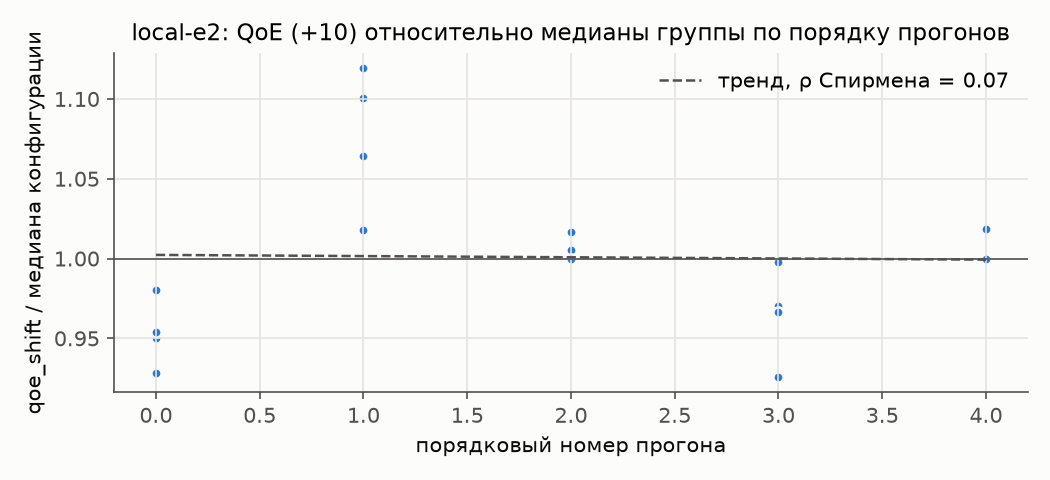 local-e2: QoE (+10) относительно медианы группы по порядку прогонов
тренд, ρ Спирмена = 0.07
qoe_shift / медиана конфигурации
1.10
1.05
1.00
0.95
0.0 0.5 1.0 1.5 2.0 2.5 3.0 3.5 4.0
порядковый номер прогона